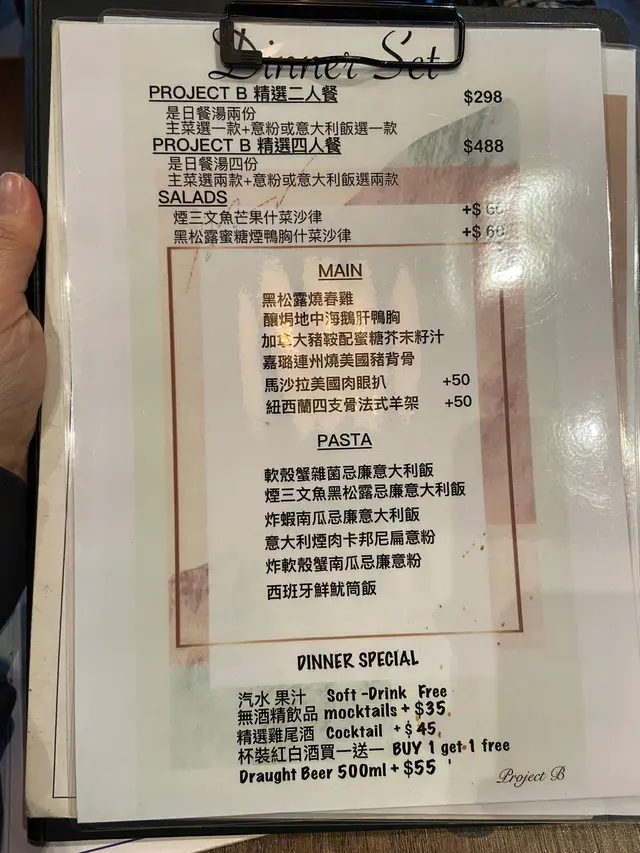 Dinner Set
PROJECT B 精選二人餐 $298
是日餐湯兩份
主菜選一款+意粉或意大利飯選一款
PROJECT B 精選四人餐 $488
是日餐湯四份
主菜選兩款+意粉或意大利飯選兩款
SALADS
煙三文魚芒果什菜沙律 +$
黑松露蜜糖煙鴨胸什菜沙律 +$ 60
MAIN
黑松露燒春雞
釀焗地中海鵝肝鴨胸
加拿大豬鞍配蜜糖芥末籽汁
嘉璐連州燒美國豬背骨
馬沙拉美國肉眼扒 +50
紐西蘭四支骨法式羊架 +50
PASTA
軟殼蟹雜菌忌廉意大利飯
煙三文魚黑松露忌廉意大利飯
炸蝦南瓜忌廉意大利飯
意大利煙肉卡邦尼扁意粉
炸軟殼蟹南瓜忌廉意粉
西班牙鮮魷筒飯
DINNER SPECIAL
汽水 果汁 Soft -Drink Free
無酒精飲品 mocktails + $35
精選雞尾酒 Cocktail + $ 45
杯裝紅白酒買一送一 BUY 1 get 1 free
Draught Beer 500ml + $55
Project B